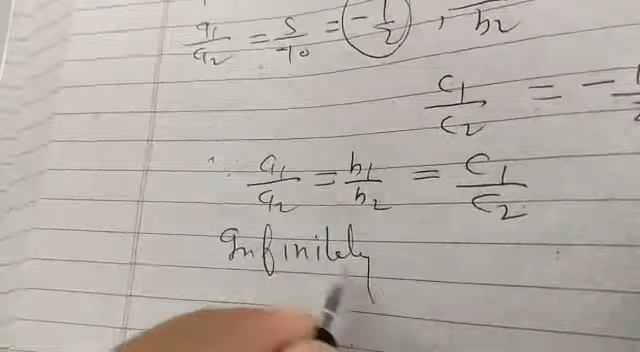 a1/a2 = 5/-10 = -1/2, b2
c1/c2 = -
∴ a1/a2 = b1/b2 = c1/c2
Infinitely